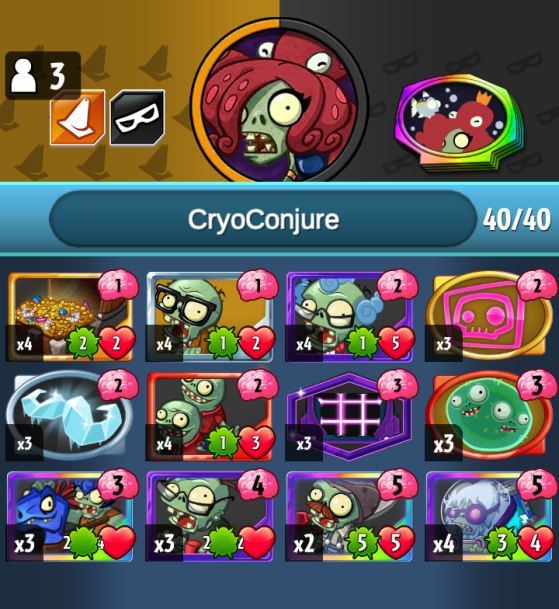 3
CryoConjure 40/40
1 1 2 2
x4 2 2 x4 1 2 x4 1 5 x3
2 2 3 3
x3 x4 1 3 x3 x3
3 4 5 5
x3 2 4 x3 2 x2 5 5 x4 3 4